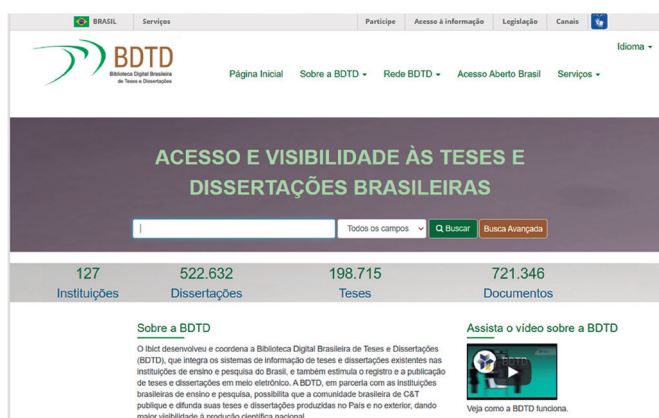 BRASIL Serviços Participe Acesso à informação Legislação Canais
Idioma
BDTD
Biblioteca Digital Brasileira
de Teses e Dissertações
Página Inicial Sobre a BDTD Rede BDTD Acesso Aberto Brasil Serviços
ACESSO E VISIBILIDADE ÀS TESES E
DISSERTAÇÕES BRASILEIRAS
Todos os campos Buscar Busca Avançada
127 522.632 198.715 721.346
Instituições Dissertações Teses Documentos
Sobre a BDTD
O Ibict desenvolveu e coordena a Biblioteca Digital Brasileira de Teses e Dissertações
(BDTD), que integra os sistemas de informação de teses e dissertações existentes nas
instituições de ensino e pesquisa do Brasil, e também estimula o registro e a publicação
de teses e dissertações em meio eletrônico. A BDTD, em parceria com as instituições
brasileiras de ensino e pesquisa, possibilita que a comunidade brasileira de C&T
publique e difunda suas teses e dissertações produzidas no País e no exterior, dando
maior visibilidade à produção científica nacional.
Assista o vídeo sobre a BDTD
BDTD
Veja como a BDTD funciona.